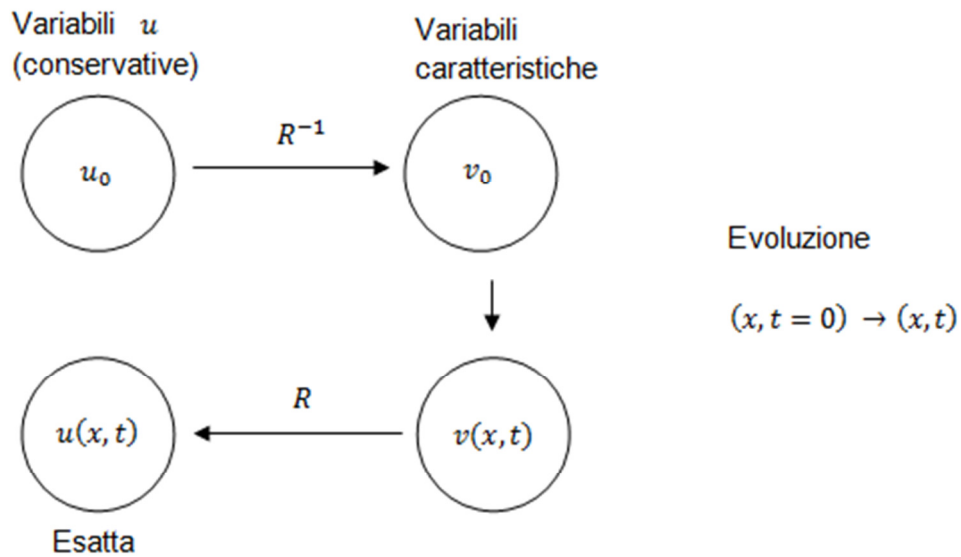 Variabili u
(conservative)
Variabili
caratteristiche
u₀
R⁻¹
v₀
Evoluzione
(x, t = 0) → (x, t)
u(x, t)
R
v(x, t)
Esatta